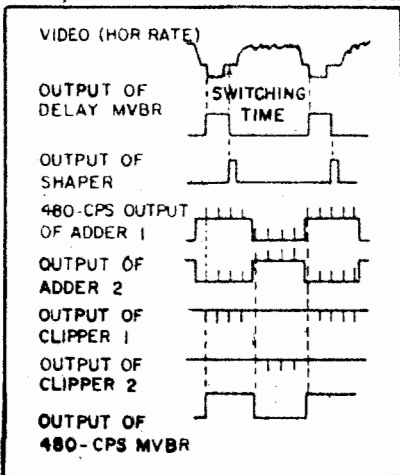 VIDEO (HOR RATE)
OUTPUT OF
DELAY MVBR
SWITCHING
TIME
OUTPUT OF
SHAPER
480-CPS OUTPUT
OF ADDER 1
OUTPUT OF
ADDER 2
OUTPUT OF
CLIPPER 1
OUTPUT OF
CLIPPER 2
OUTPUT OF
480-CPS MVBR